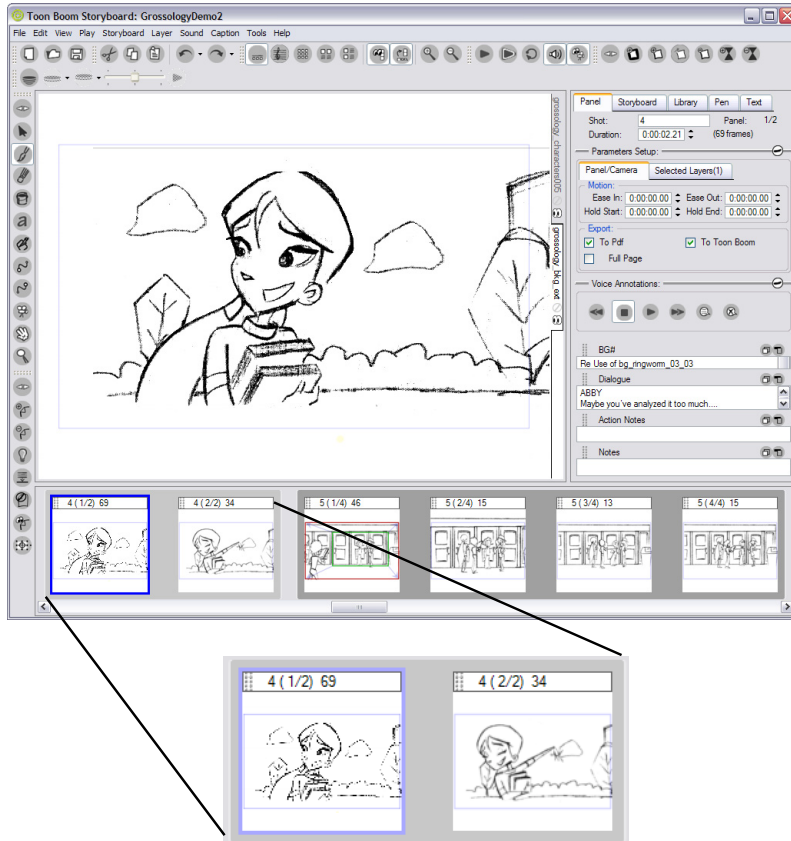 Toon Boom Storyboard: GrossologyDemo2
File Edit View Play Storyboard Layer Sound Caption Tools Help
grossology_characters005
grossology_bkg_ext
Panel Storyboard Library Pen Text
Shot: 4 Panel: 1/2
Duration: 0:00:02.21 (69 frames)
Parameters Setup:
Panel/Camera Selected Layers(1)
Motion:
Ease In: 0:00:00.00 Ease Out: 0:00:00.00
Hold Start: 0:00:00.00 Hold End: 0:00:00.00
Export:
To Pdf To Toon Boom
Full Page
Voice Annotations:
BG#
Re Use of bg_ringworm_03_03
Dialogue
ABBY
Maybe you've analyzed it too much....
Action Notes
Notes
4 ( 1/2) 69 4 ( 2/2) 34 5 ( 1/4) 46 5 ( 2/4) 15 5 ( 3/4) 13 5 ( 4/4) 15
4 ( 1/2) 69 4 ( 2/2) 34